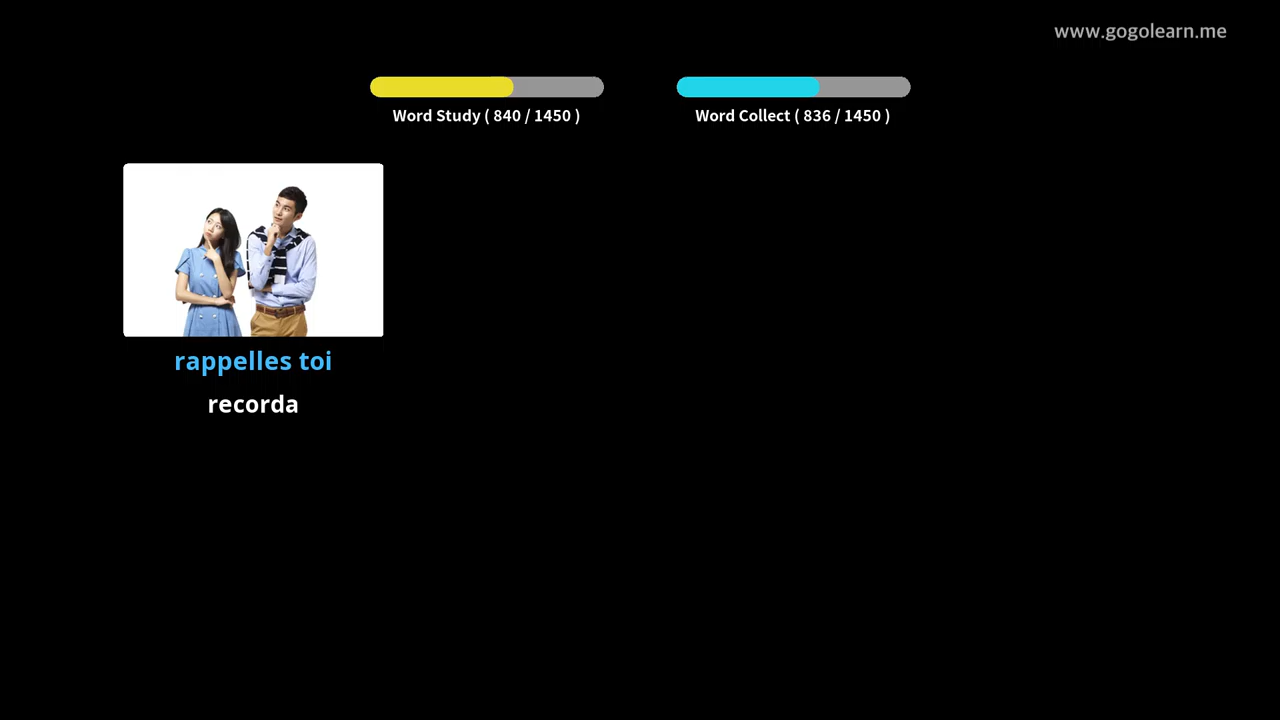 www.gogolearn.me
Word Study ( 840 / 1450 )
Word Collect ( 836 / 1450 )
rappelles toi
recorda